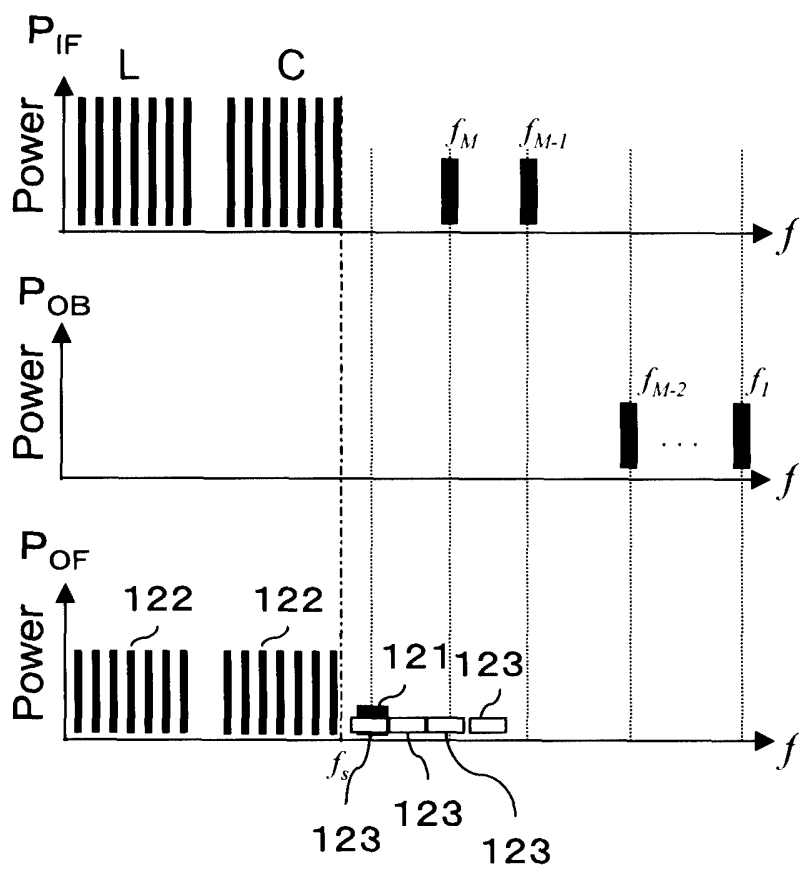 P_IF
L C
Power
f_M f_M-1
f
P_OB
Power
f_M-2 f_1
. . .
f
P_OF
122 122
Power
121 123
f_s
f
123 123 123